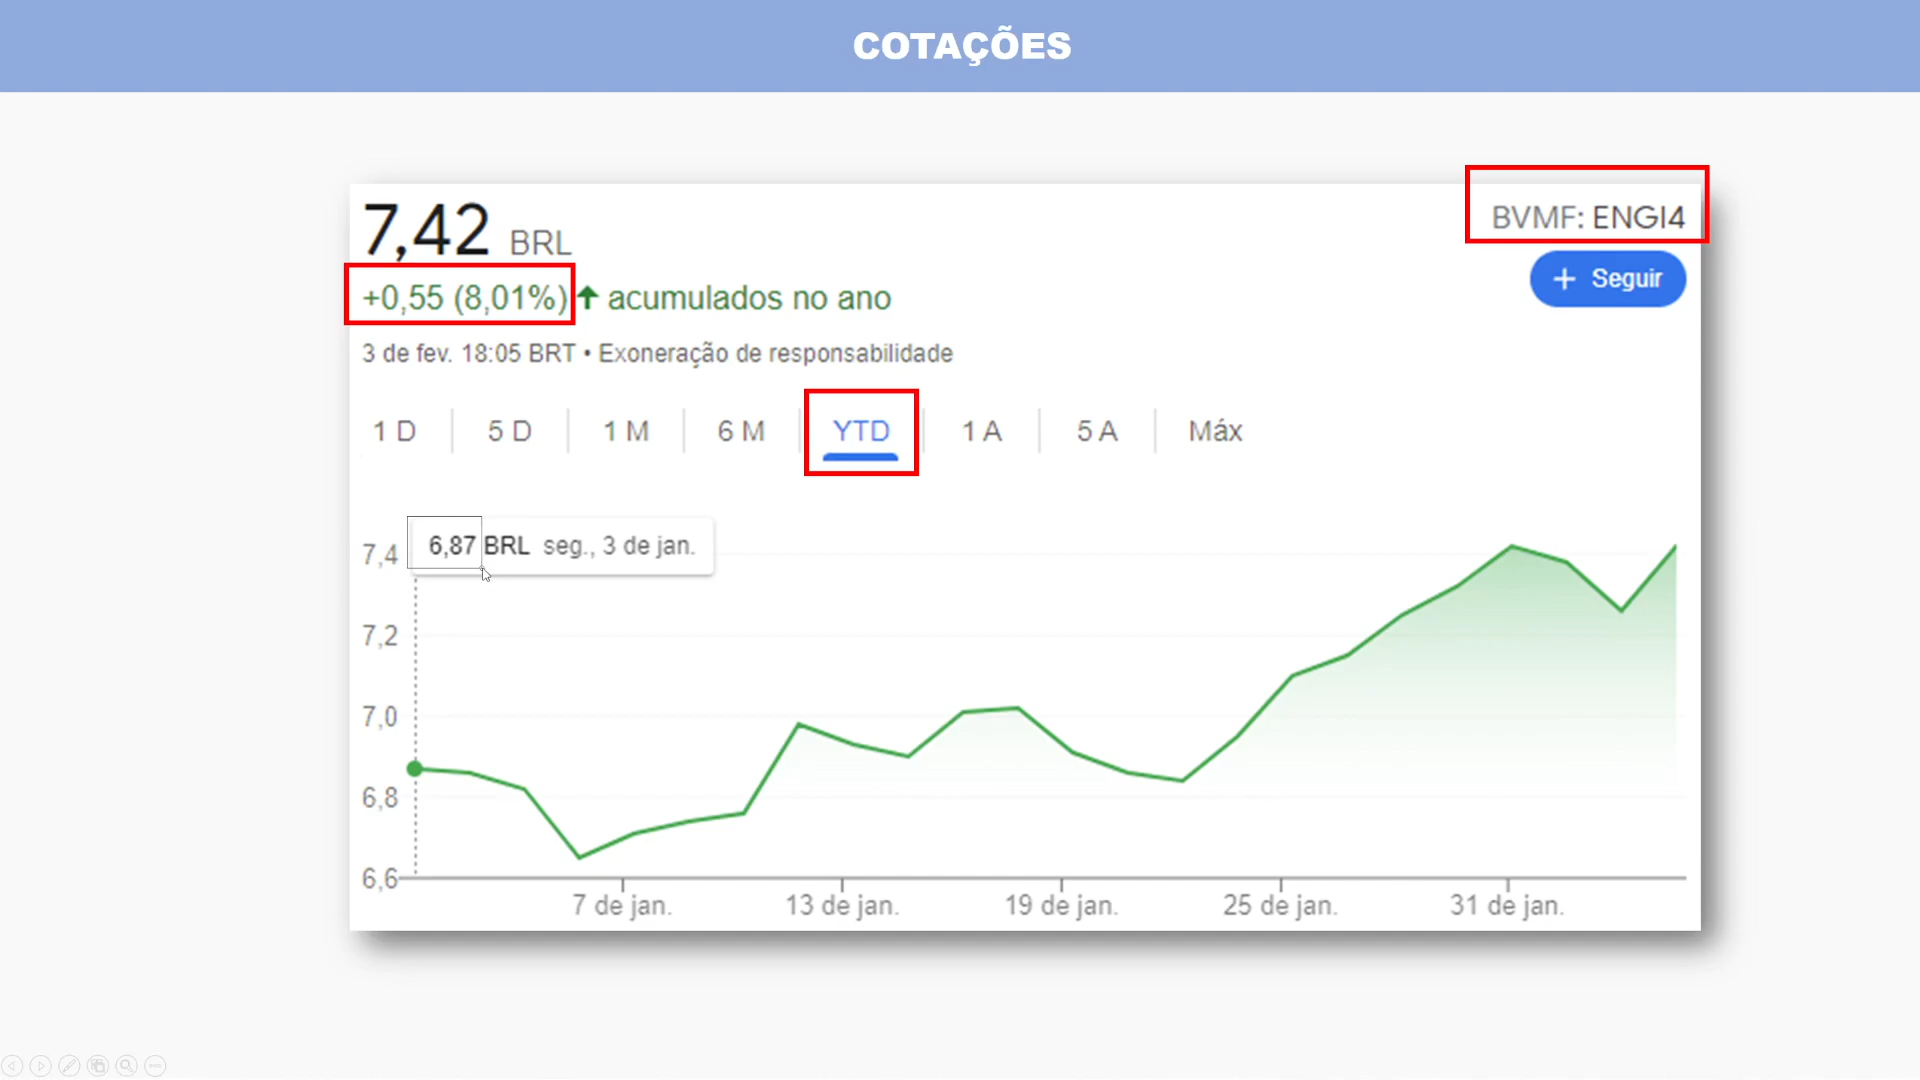 COTAÇÕES
7,42 BRL
BVMF: ENGI4
+0,55 (8,01%) ↑ acumulados no ano
+ Seguir
3 de fev. 18:05 BRT • Exoneração de responsabilidade
1 D
5 D
1 M
6 M
YTD
1 A
5 A
Máx
6,87 BRL seg., 3 de jan.
7,4
7,2
7,0
6,8
6,6
7 de jan.
13 de jan.
19 de jan.
25 de jan.
31 de jan.